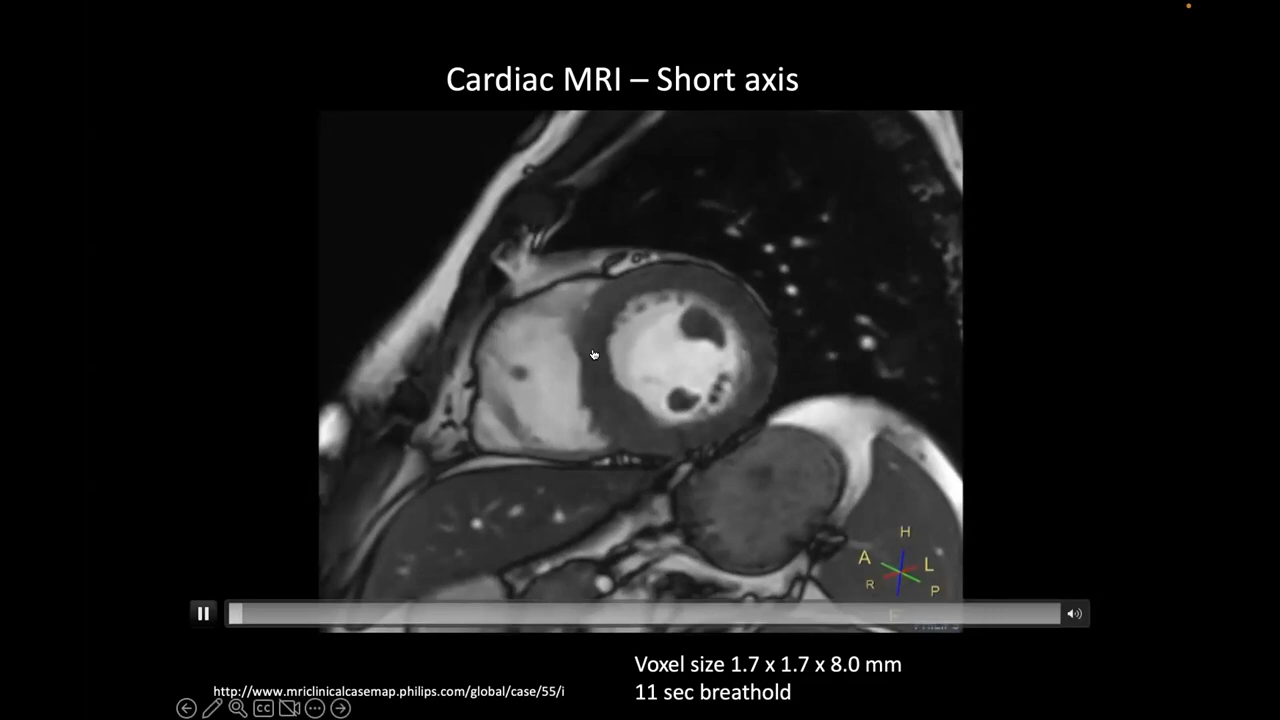 Cardiac MRI – Short axis
H
A
L
R
P
Voxel size 1.7 x 1.7 x 8.0 mm
http://www.mriclinicalcasemap.philips.com/global/case/55/i
11 sec breathold
CC